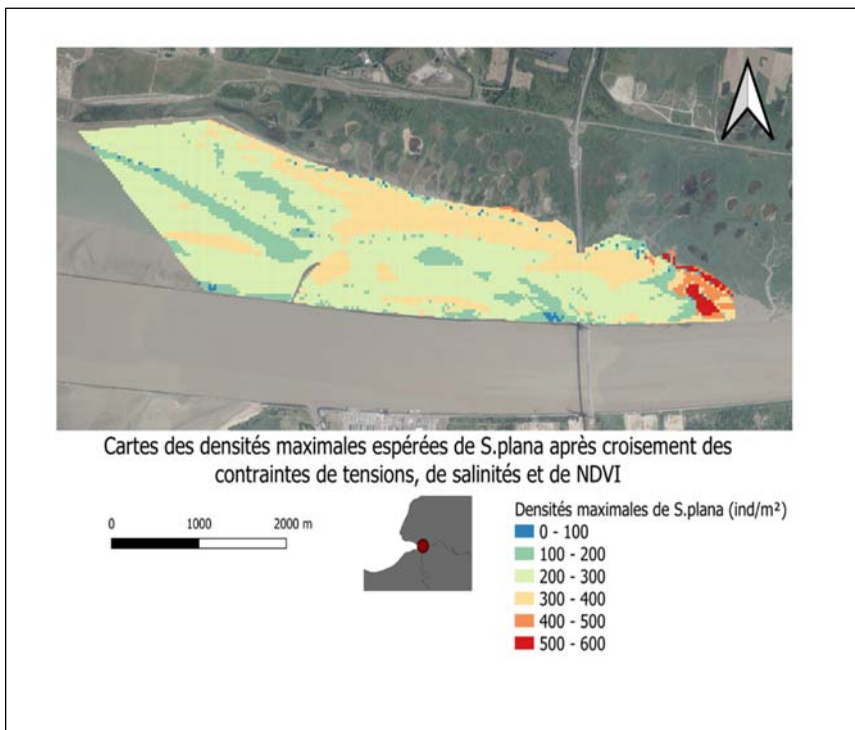 Cartes des densités maximales espérées de S.plana après croisement des
contraintes de tensions, de salinités et de NDVI
0 1000 2000 m
Densités maximales de S.plana (ind/m²)
0 - 100
100 - 200
200 - 300
300 - 400
400 - 500
500 - 600